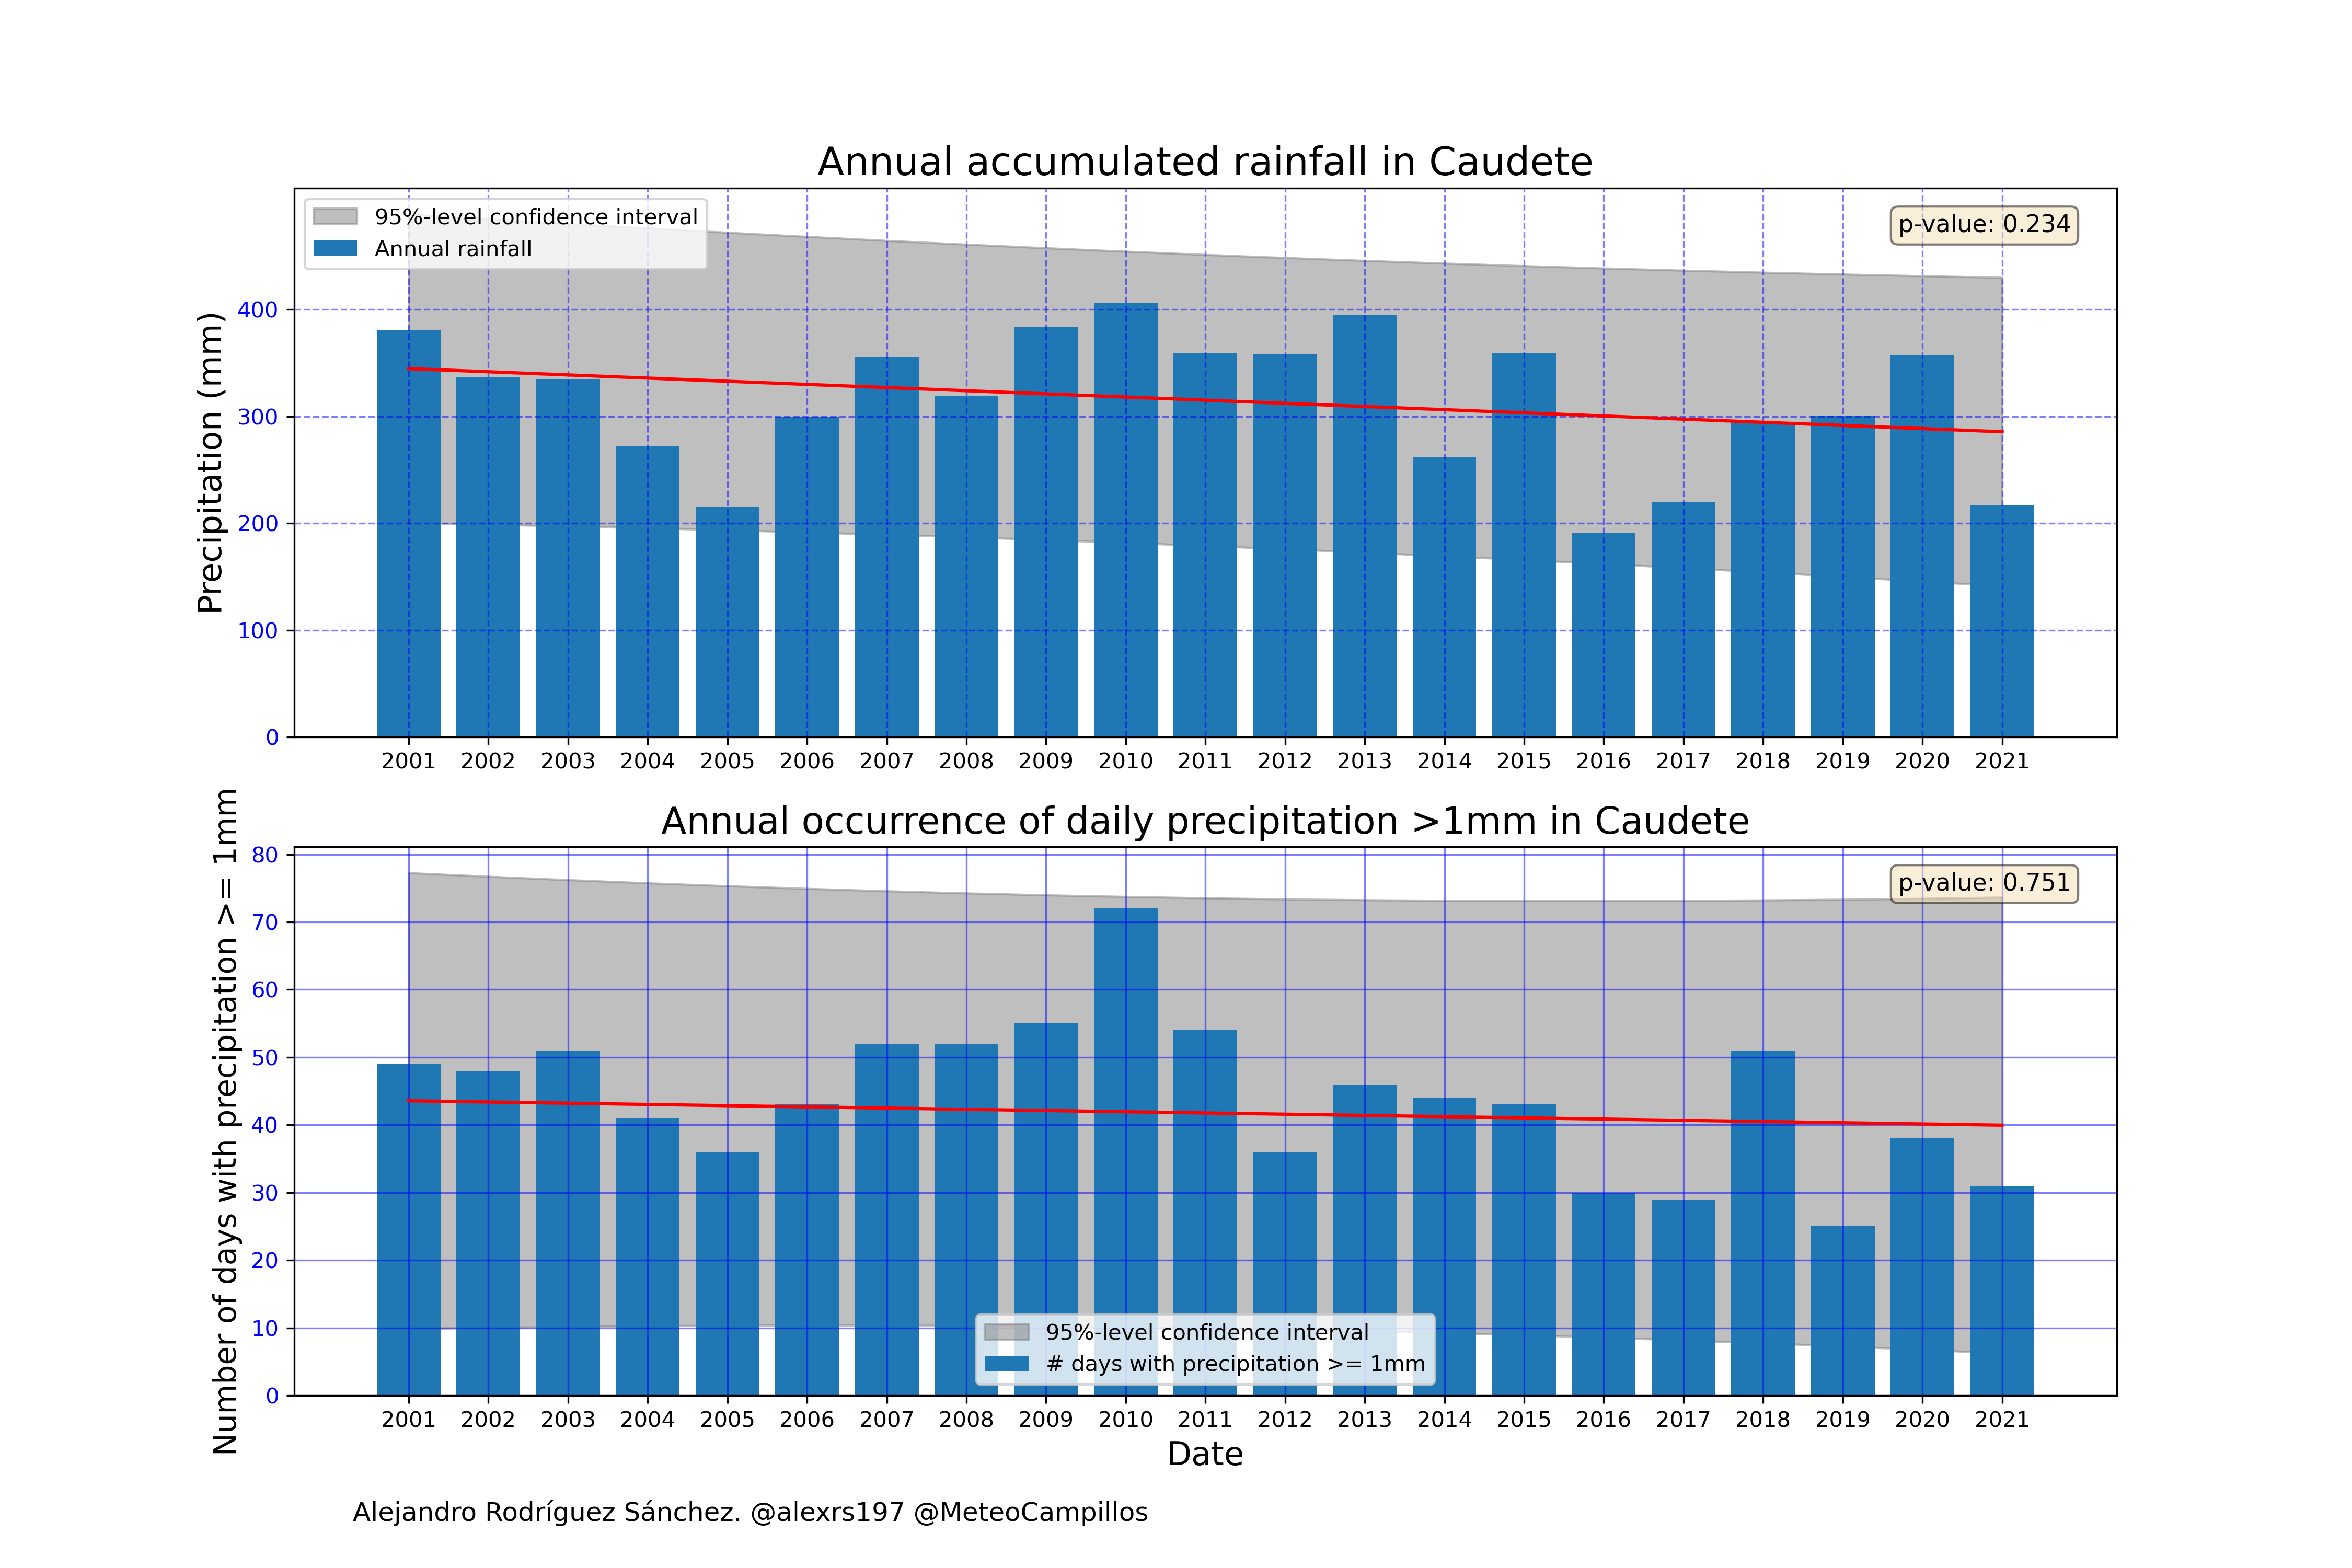 Annual accumulated rainfall in Caudete
95%-level confidence interval
Annual rainfall
p-value: 0.234
Precipitation (mm)
400
300
200
100
0
2001 2002 2003 2004 2005 2006 2007 2008 2009 2010 2011 2012 2013 2014 2015 2016 2017 2018 2019 2020 2021
Annual occurrence of daily precipitation >1mm in Caudete
p-value: 0.751
Number of days with precipitation >= 1mm
80
70
60
50
40
30
20
10
0
95%-level confidence interval
# days with precipitation >= 1mm
2001 2002 2003 2004 2005 2006 2007 2008 2009 2010 2011 2012 2013 2014 2015 2016 2017 2018 2019 2020 2021
Date
Alejandro Rodríguez Sánchez. @alexrs197 @MeteoCampillos